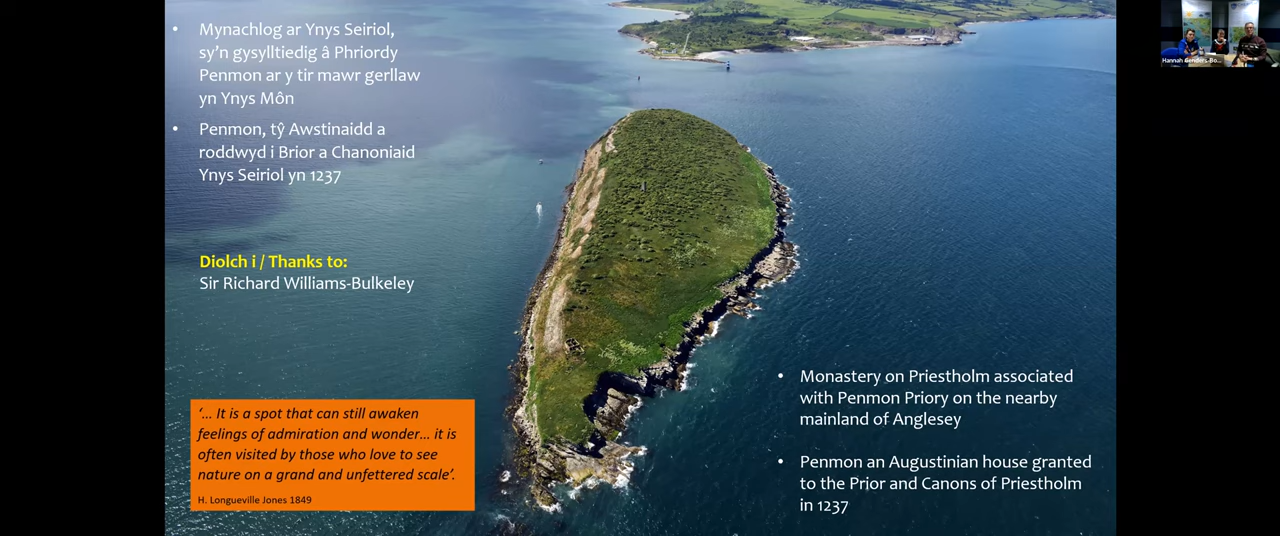 • Mynachlog ar Ynys Seiriol,
sy'n gysylltiedig â Phriordy
Penmon ar y tir mawr gerllaw
yn Ynys Môn
• Penmon, tŷ Awstinaidd a
roddwyd i Brior a Chanoniaid
Ynys Seiriol yn 1237
Diolch i / Thanks to:
Sir Richard Williams-Bulkeley
'... It is a spot that can still awaken
feelings of admiration and wonder... it is
often visited by those who love to see
nature on a grand and unfettered scale'.
H. Longueville Jones 1849
• Monastery on Priestholm associated
with Penmon Priory on the nearby
mainland of Anglesey
• Penmon an Augustinian house granted
to the Prior and Canons of Priestholm
in 1237
Hannah Genders-Bo...